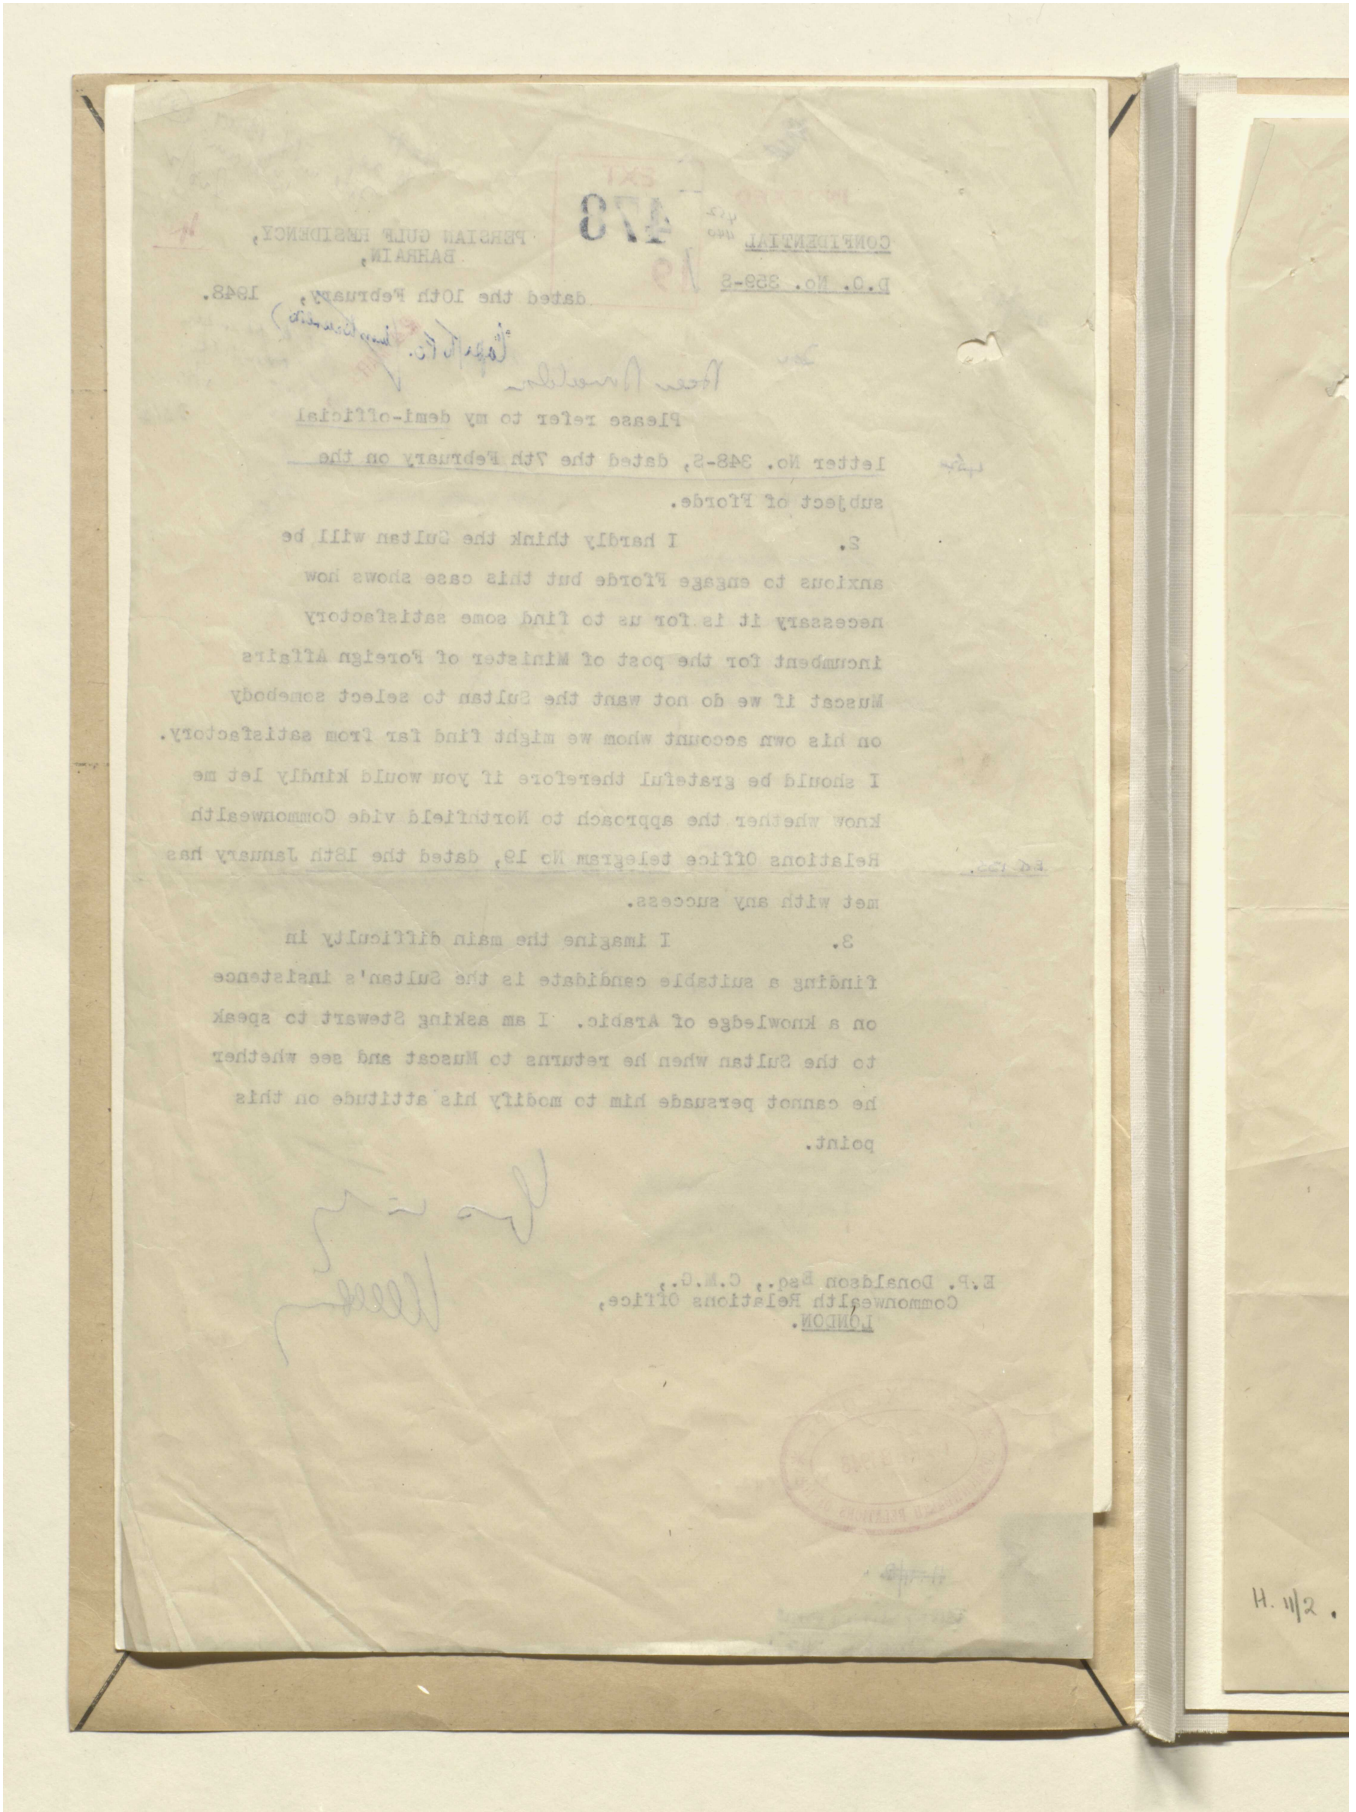 EXT
INDEXED
473
CONFIDENTIAL
PERSIAN GULF RESIDENCY,
BAHRAIN,
D.O. No. 359-S
dated the 10th February, 1948.
Dear Donaldson
Please refer to my demi-official
letter No. 348-S, dated the 7th February on the
subject of Fforde.
2. I hardly think the Sultan will be
anxious to engage Fforde but this case shows how
necessary it is for us to find some satisfactory
incumbent for the post of Minister of Foreign Affairs
Muscat if we do not want the Sultan to select somebody
on his own account whom we might find far from satisfactory.
I should be grateful therefore if you would kindly let me
know whether the approach to Northfield vide Commonwealth
Relations Office telegram No 19, dated the 18th January has
met with any success.
3. I imagine the main difficulty in
finding a suitable candidate is the Sultan's insistence
on a knowledge of Arabic. I am asking Stewart to speak
to the Sultan when he returns to Muscat and see whether
he cannot persuade him to modify his attitude on this
point.
E.P. Donaldson Esq., C.M.G.,
Commonwealth Relations Office,
LONDON.
H. 11/2.